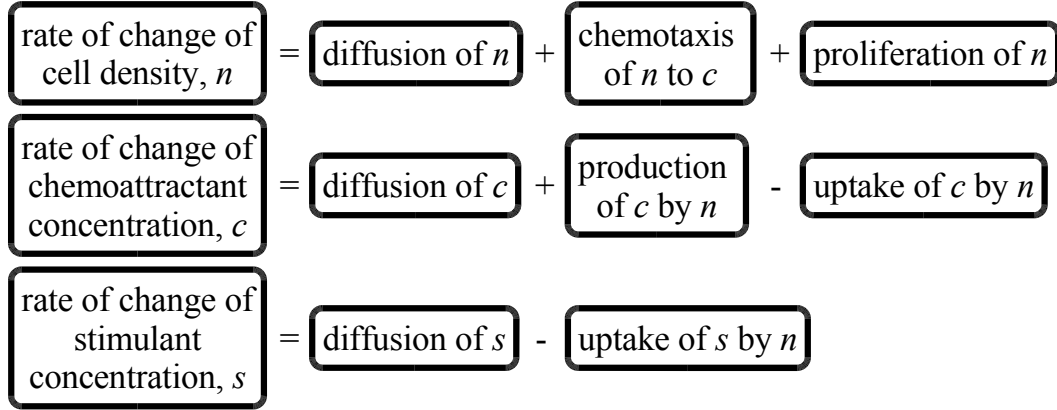 rate of change of
cell density, n
=
diffusion of n
+
chemotaxis
of n to c
+
proliferation of n
rate of change of
chemoattractant
concentration, c
=
diffusion of c
+
production
of c by n
-
uptake of c by n
rate of change of
stimulant
concentration, s
=
diffusion of s
-
uptake of s by n